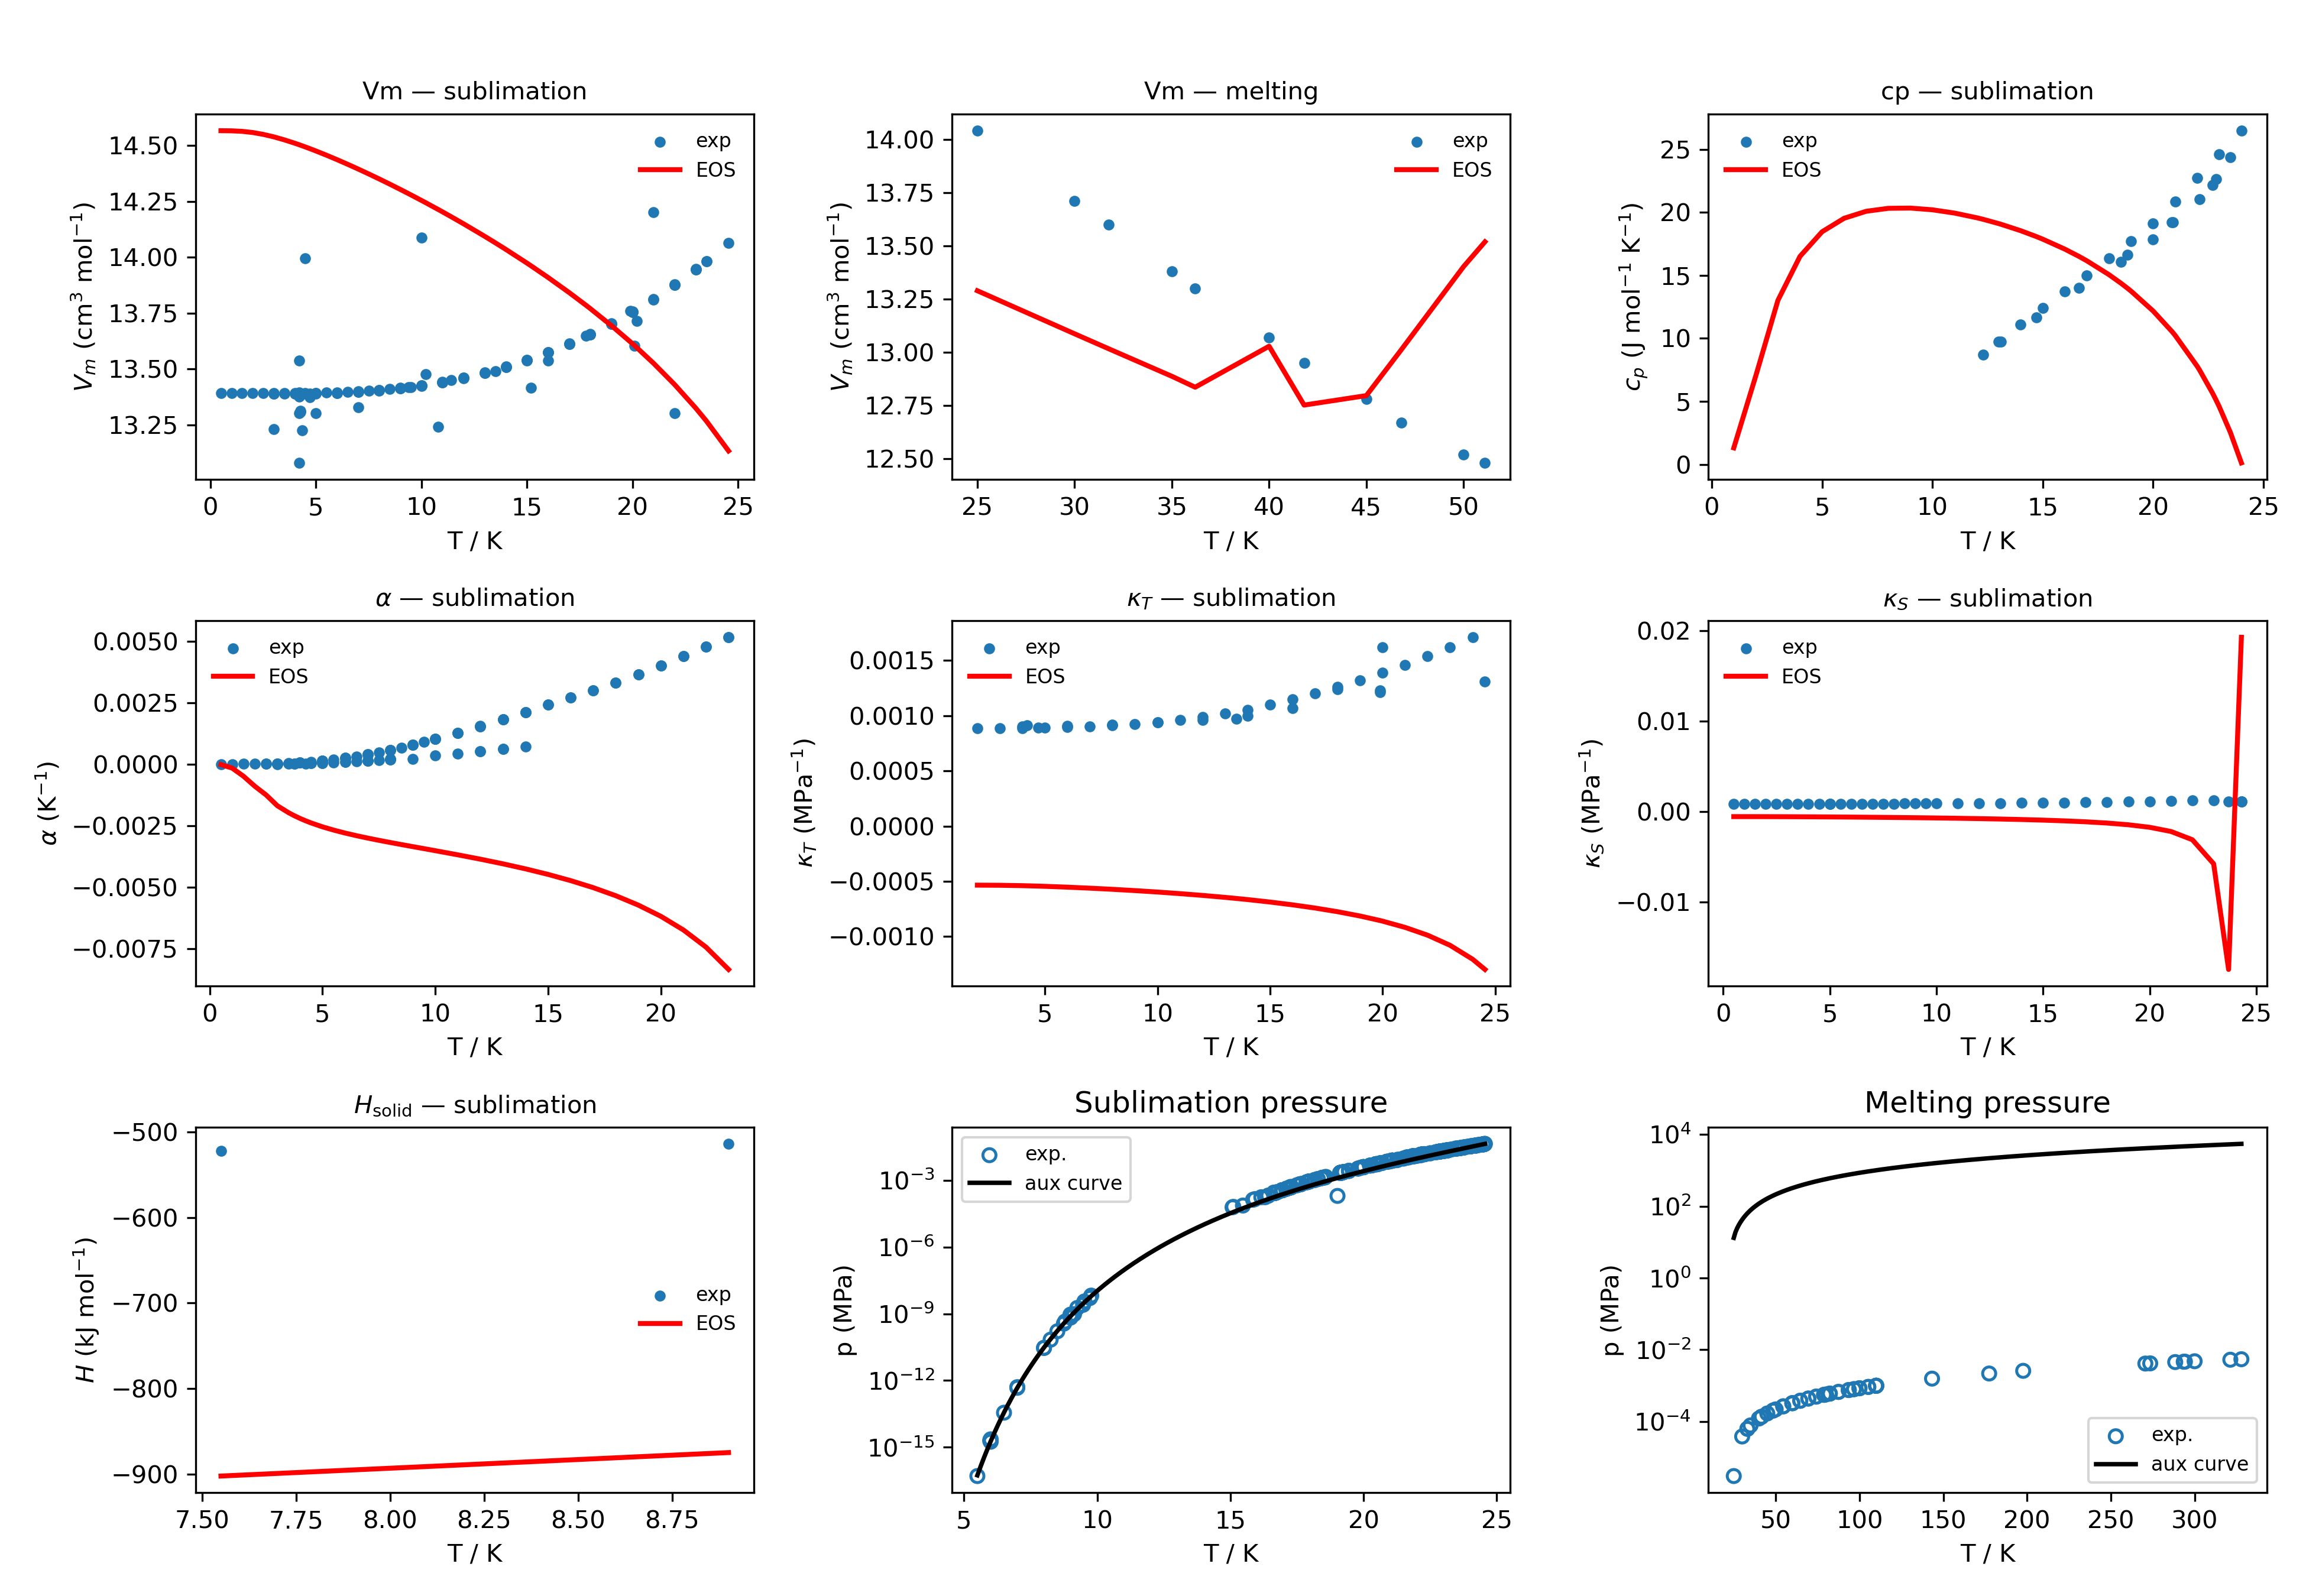 Vm — sublimation
14.50
14.25
14.00
13.75
13.50
13.25
V_m (cm³ mol⁻¹)
exp
EOS
0 5 10 15 20 25
T / K
Vm — melting
14.00
13.75
13.50
13.25
13.00
12.75
12.50
V_m (cm³ mol⁻¹)
exp
EOS
25 30 35 40 45 50
T / K
cp — sublimation
25
20
15
10
5
0
c_p (J mol⁻¹ K⁻¹)
exp
EOS
0 5 10 15 20 25
T / K
α — sublimation
0.0050
0.0025
0.0000
−0.0025
−0.0050
−0.0075
α (K⁻¹)
exp
EOS
0 5 10 15 20
T / K
κ_T — sublimation
0.0015
0.0010
0.0005
0.0000
−0.0005
−0.0010
κ_T (MPa⁻¹)
exp
EOS
5 10 15 20 25
T / K
κ_S — sublimation
0.02
0.01
0.00
−0.01
κ_S (MPa⁻¹)
exp
EOS
0 5 10 15 20 25
T / K
H_solid — sublimation
−500
−600
−700
−800
−900
H (kJ mol⁻¹)
exp
EOS
7.50 7.75 8.00 8.25 8.50 8.75
T / K
Sublimation pressure
10⁻³
10⁻⁶
10⁻⁹
10⁻¹²
10⁻¹⁵
p (MPa)
exp.
aux curve
5 10 15 20 25
T / K
Melting pressure
10⁴
10²
10⁰
10⁻²
10⁻⁴
p (MPa)
exp.
aux curve
50 100 150 200 250 300
T / K